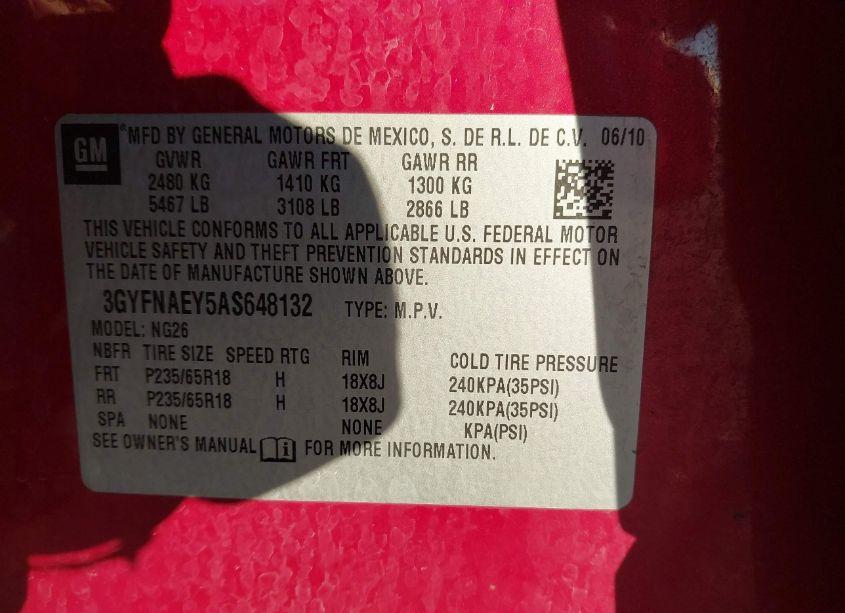 GM ® MFD BY GENERAL MOTORS DE MEXICO, S. DE R.L. DE C.V. 06/10
GVWR GAWR FRT GAWR RR
2480 KG 1410 KG 1300 KG
5467 LB 3108 LB 2866 LB
THIS VEHICLE CONFORMS TO ALL APPLICABLE U.S. FEDERAL MOTOR
VEHICLE SAFETY AND THEFT PREVENTION STANDARDS IN EFFECT ON
THE DATE OF MANUFACTURE SHOWN ABOVE.
3GYFNAEY5AS648132 TYPE: M.P.V.
MODEL: NG26
NBFR TIRE SIZE SPEED RTG RIM COLD TIRE PRESSURE
FRT P235/65R18 H 18X8J 240KPA(35PSI)
RR P235/65R18 H 18X8J 240KPA(35PSI)
SPA NONE NONE KPA(PSI)
SEE OWNER'S MANUAL i FOR MORE INFORMATION.